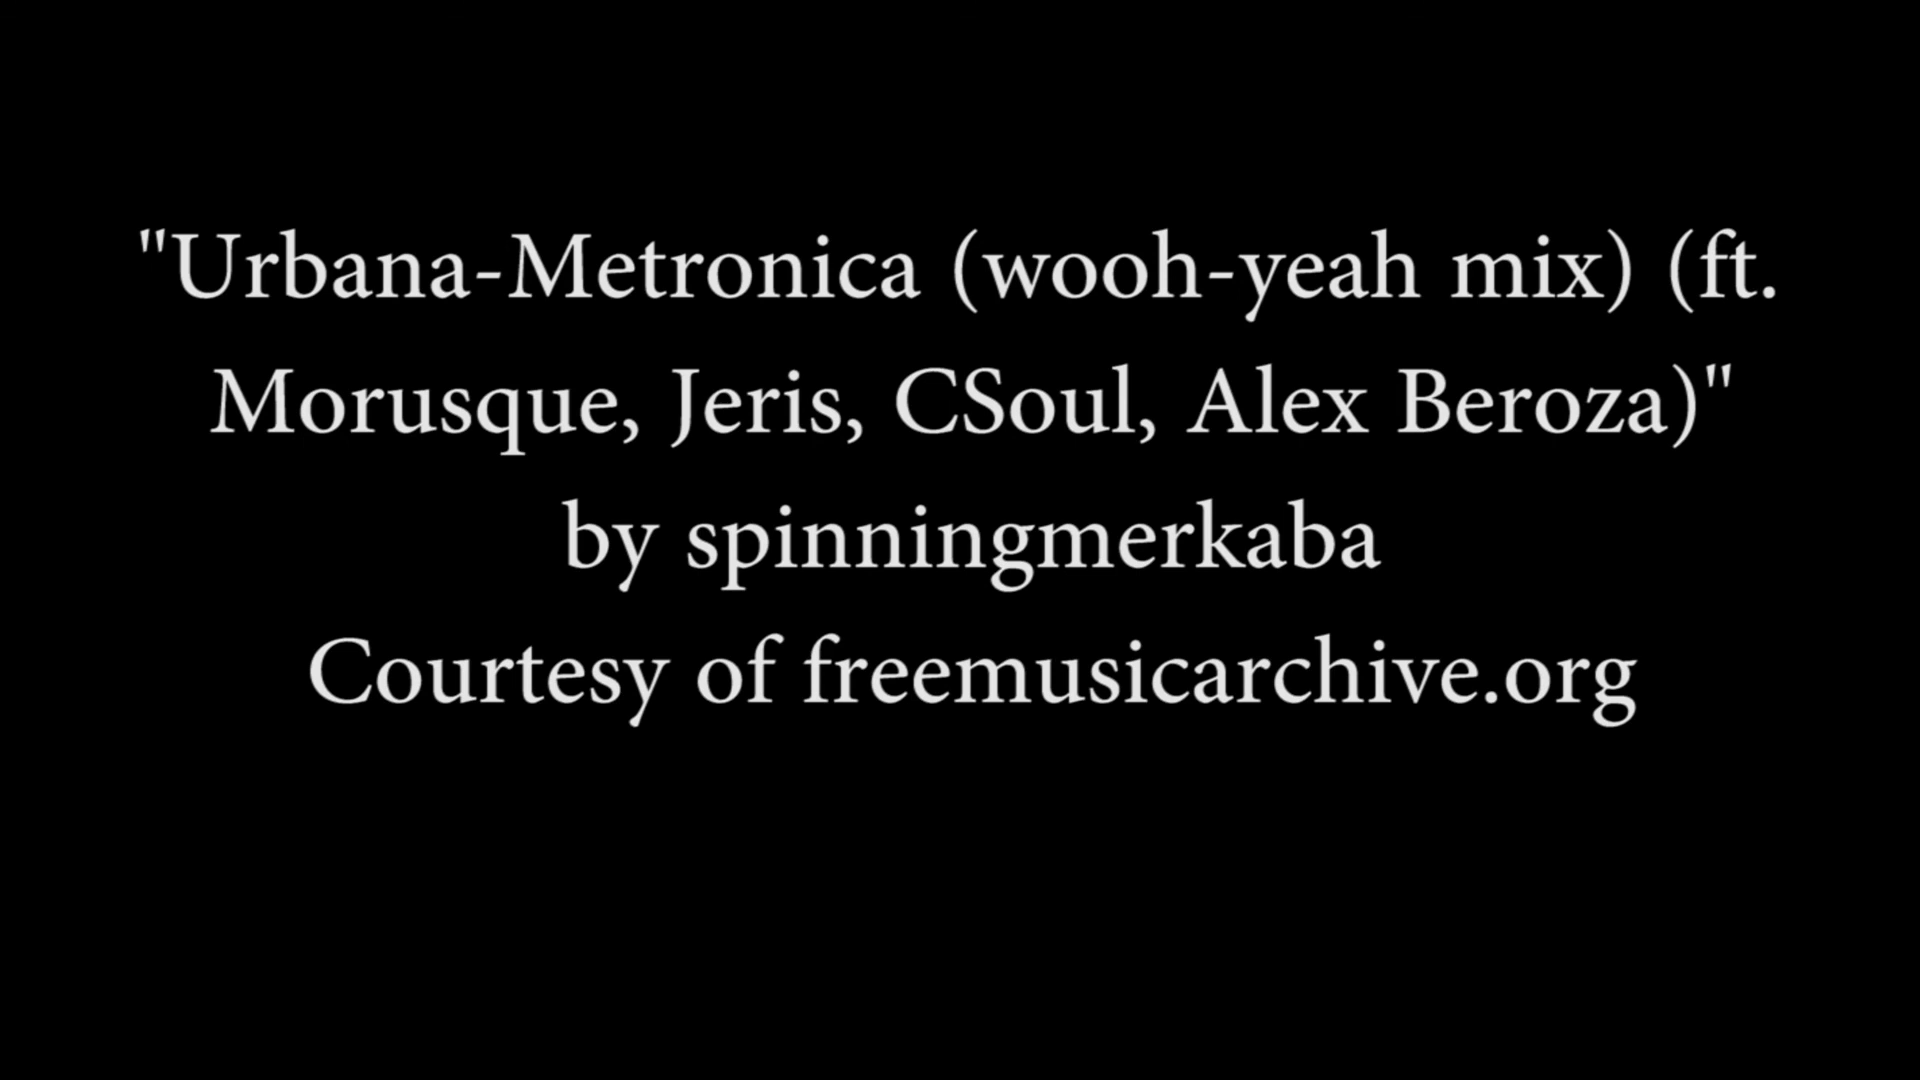 "Urbana-Metronica (wooh-yeah mix) (ft.
Morusque, Jeris, CSoul, Alex Beroza)"
by spinningmerkaba
Courtesy of freemusicarchive.org